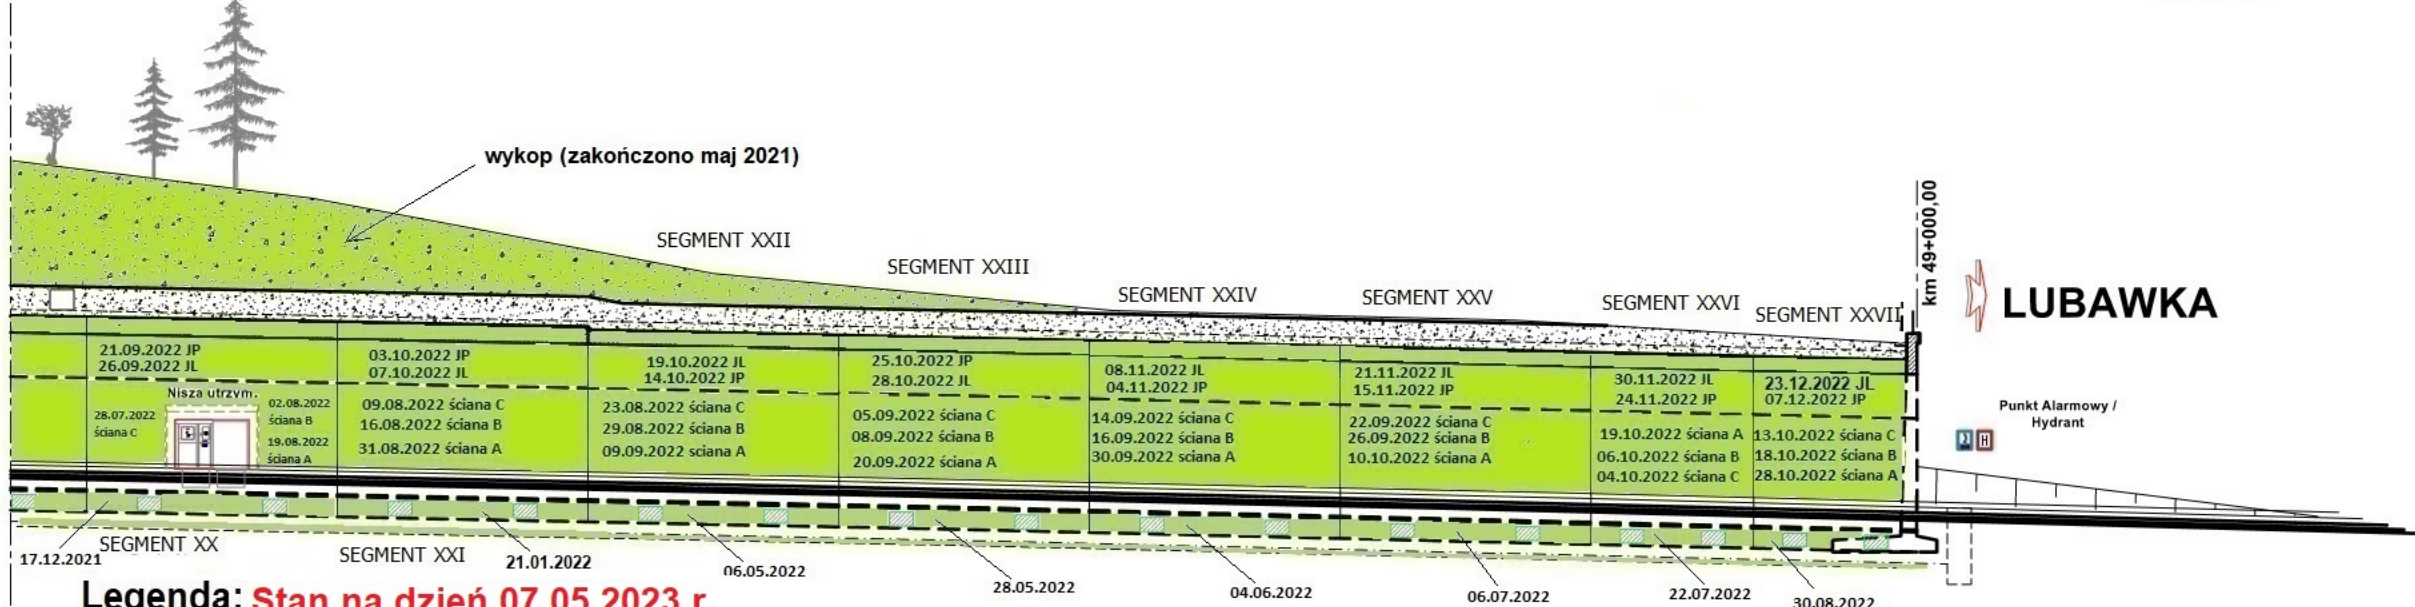 wykop (zakończono maj 2021)
SEGMENT XXII
SEGMENT XXIII
SEGMENT XXIV
SEGMENT XXV
SEGMENT XXVI
SEGMENT XXVII
km 49+000,00
LUBAWKA
21.09.2022 JP
26.09.2022 JL
03.10.2022 JP
07.10.2022 JL
19.10.2022 JL
14.10.2022 JP
25.10.2022 JP
28.10.2022 JL
08.11.2022 JL
04.11.2022 JP
21.11.2022 JL
15.11.2022 JP
30.11.2022 JL
24.11.2022 JP
23.12.2022 JL
07.12.2022 JP
Nisza utrzym.
28.07.2022
ściana C
02.08.2022
ściana B
19.08.2022
ściana A
09.08.2022 ściana C
16.08.2022 ściana B
31.08.2022 ściana A
23.08.2022 ściana C
29.08.2022 ściana B
09.09.2022 sciana A
05.09.2022 ściana C
08.09.2022 ściana B
20.09.2022 ściana A
14.09.2022 ściana C
16.09.2022 ściana B
30.09.2022 sciana A
22.09.2022 ściana C
26.09.2022 ściana B
10.10.2022 ściana A
19.10.2022 ściana A
06.10.2022 ściana B
04.10.2022 ściana C
13.10.2022 ściana C
18.10.2022 ściana B
28.10.2022 ściana A
Punkt Alarmowy /
Hydrant
H
17.12.2021
SEGMENT XX
SEGMENT XXI
21.01.2022
06.05.2022
28.05.2022
04.06.2022
06.07.2022
22.07.2022
30.08.2022
Legenda: Stan na dzień 07.05.2023 r